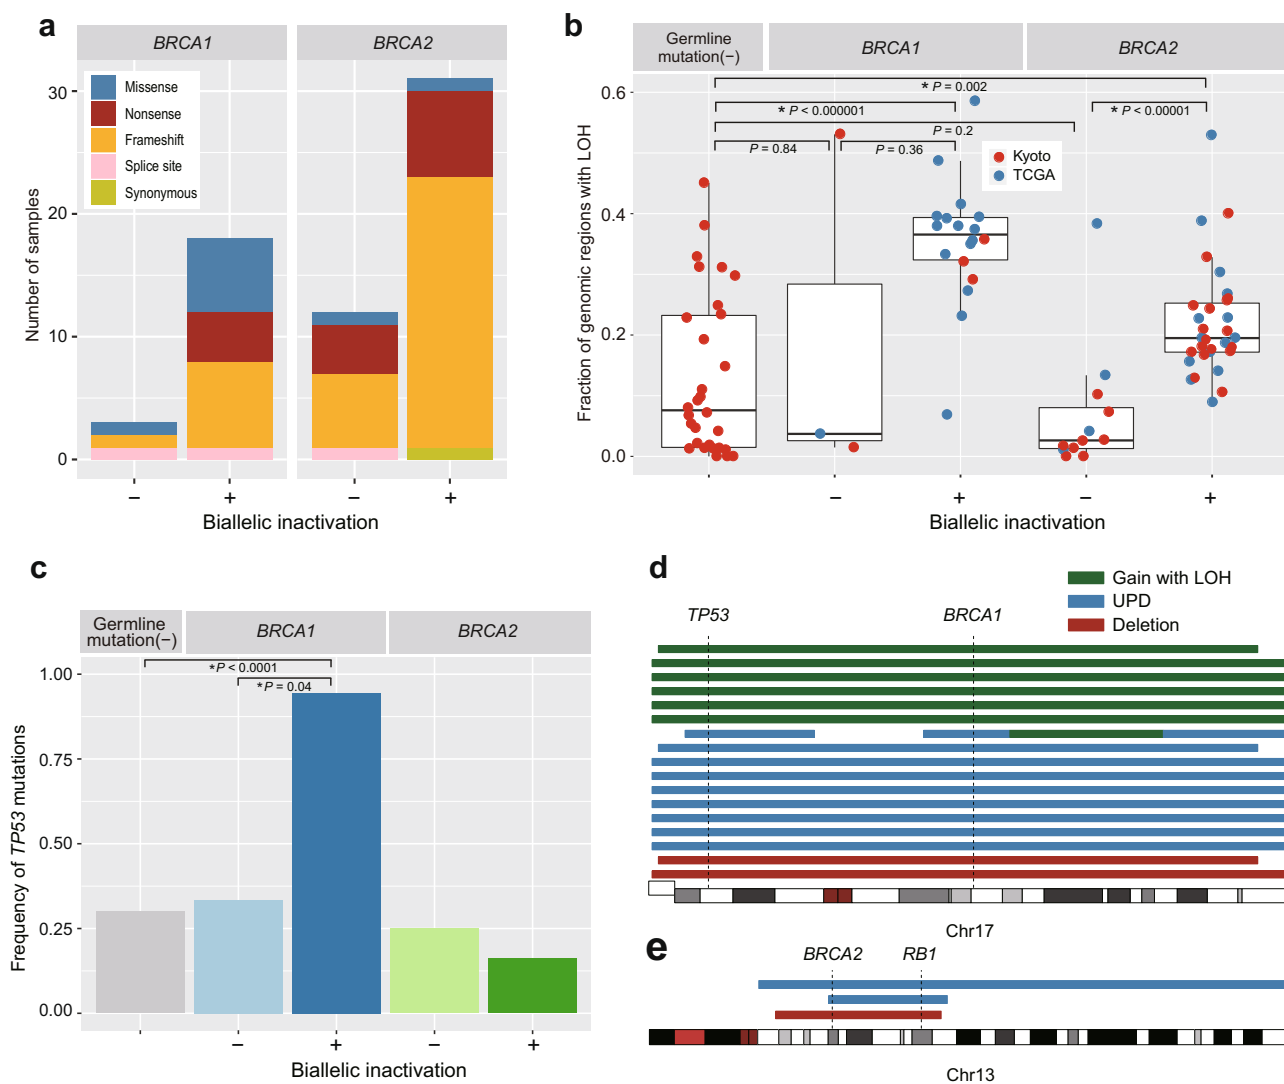 a
BRCA1
BRCA2
Missense
Nonsense
Frameshift
Splice site
Synonymous
Number of samples
30
20
10
0
−
+
−
+
Biallelic inactivation
b
Germline
mutation(−)
BRCA1
BRCA2
* P = 0.002
* P < 0.000001
* P < 0.00001
P = 0.2
P = 0.84
P = 0.36
Kyoto
TCGA
Fraction of genomic regions with LOH
0.6
0.4
0.2
0.0
−
+
−
+
Biallelic inactivation
c
Germline
mutation(−)
BRCA1
BRCA2
*P < 0.0001
*P = 0.04
Frequency of TP53 mutations
1.00
0.75
0.50
0.25
0.00
−
+
−
+
Biallelic inactivation
d
Gain with LOH
UPD
Deletion
TP53
BRCA1
Chr17
e
BRCA2
RB1
Chr13